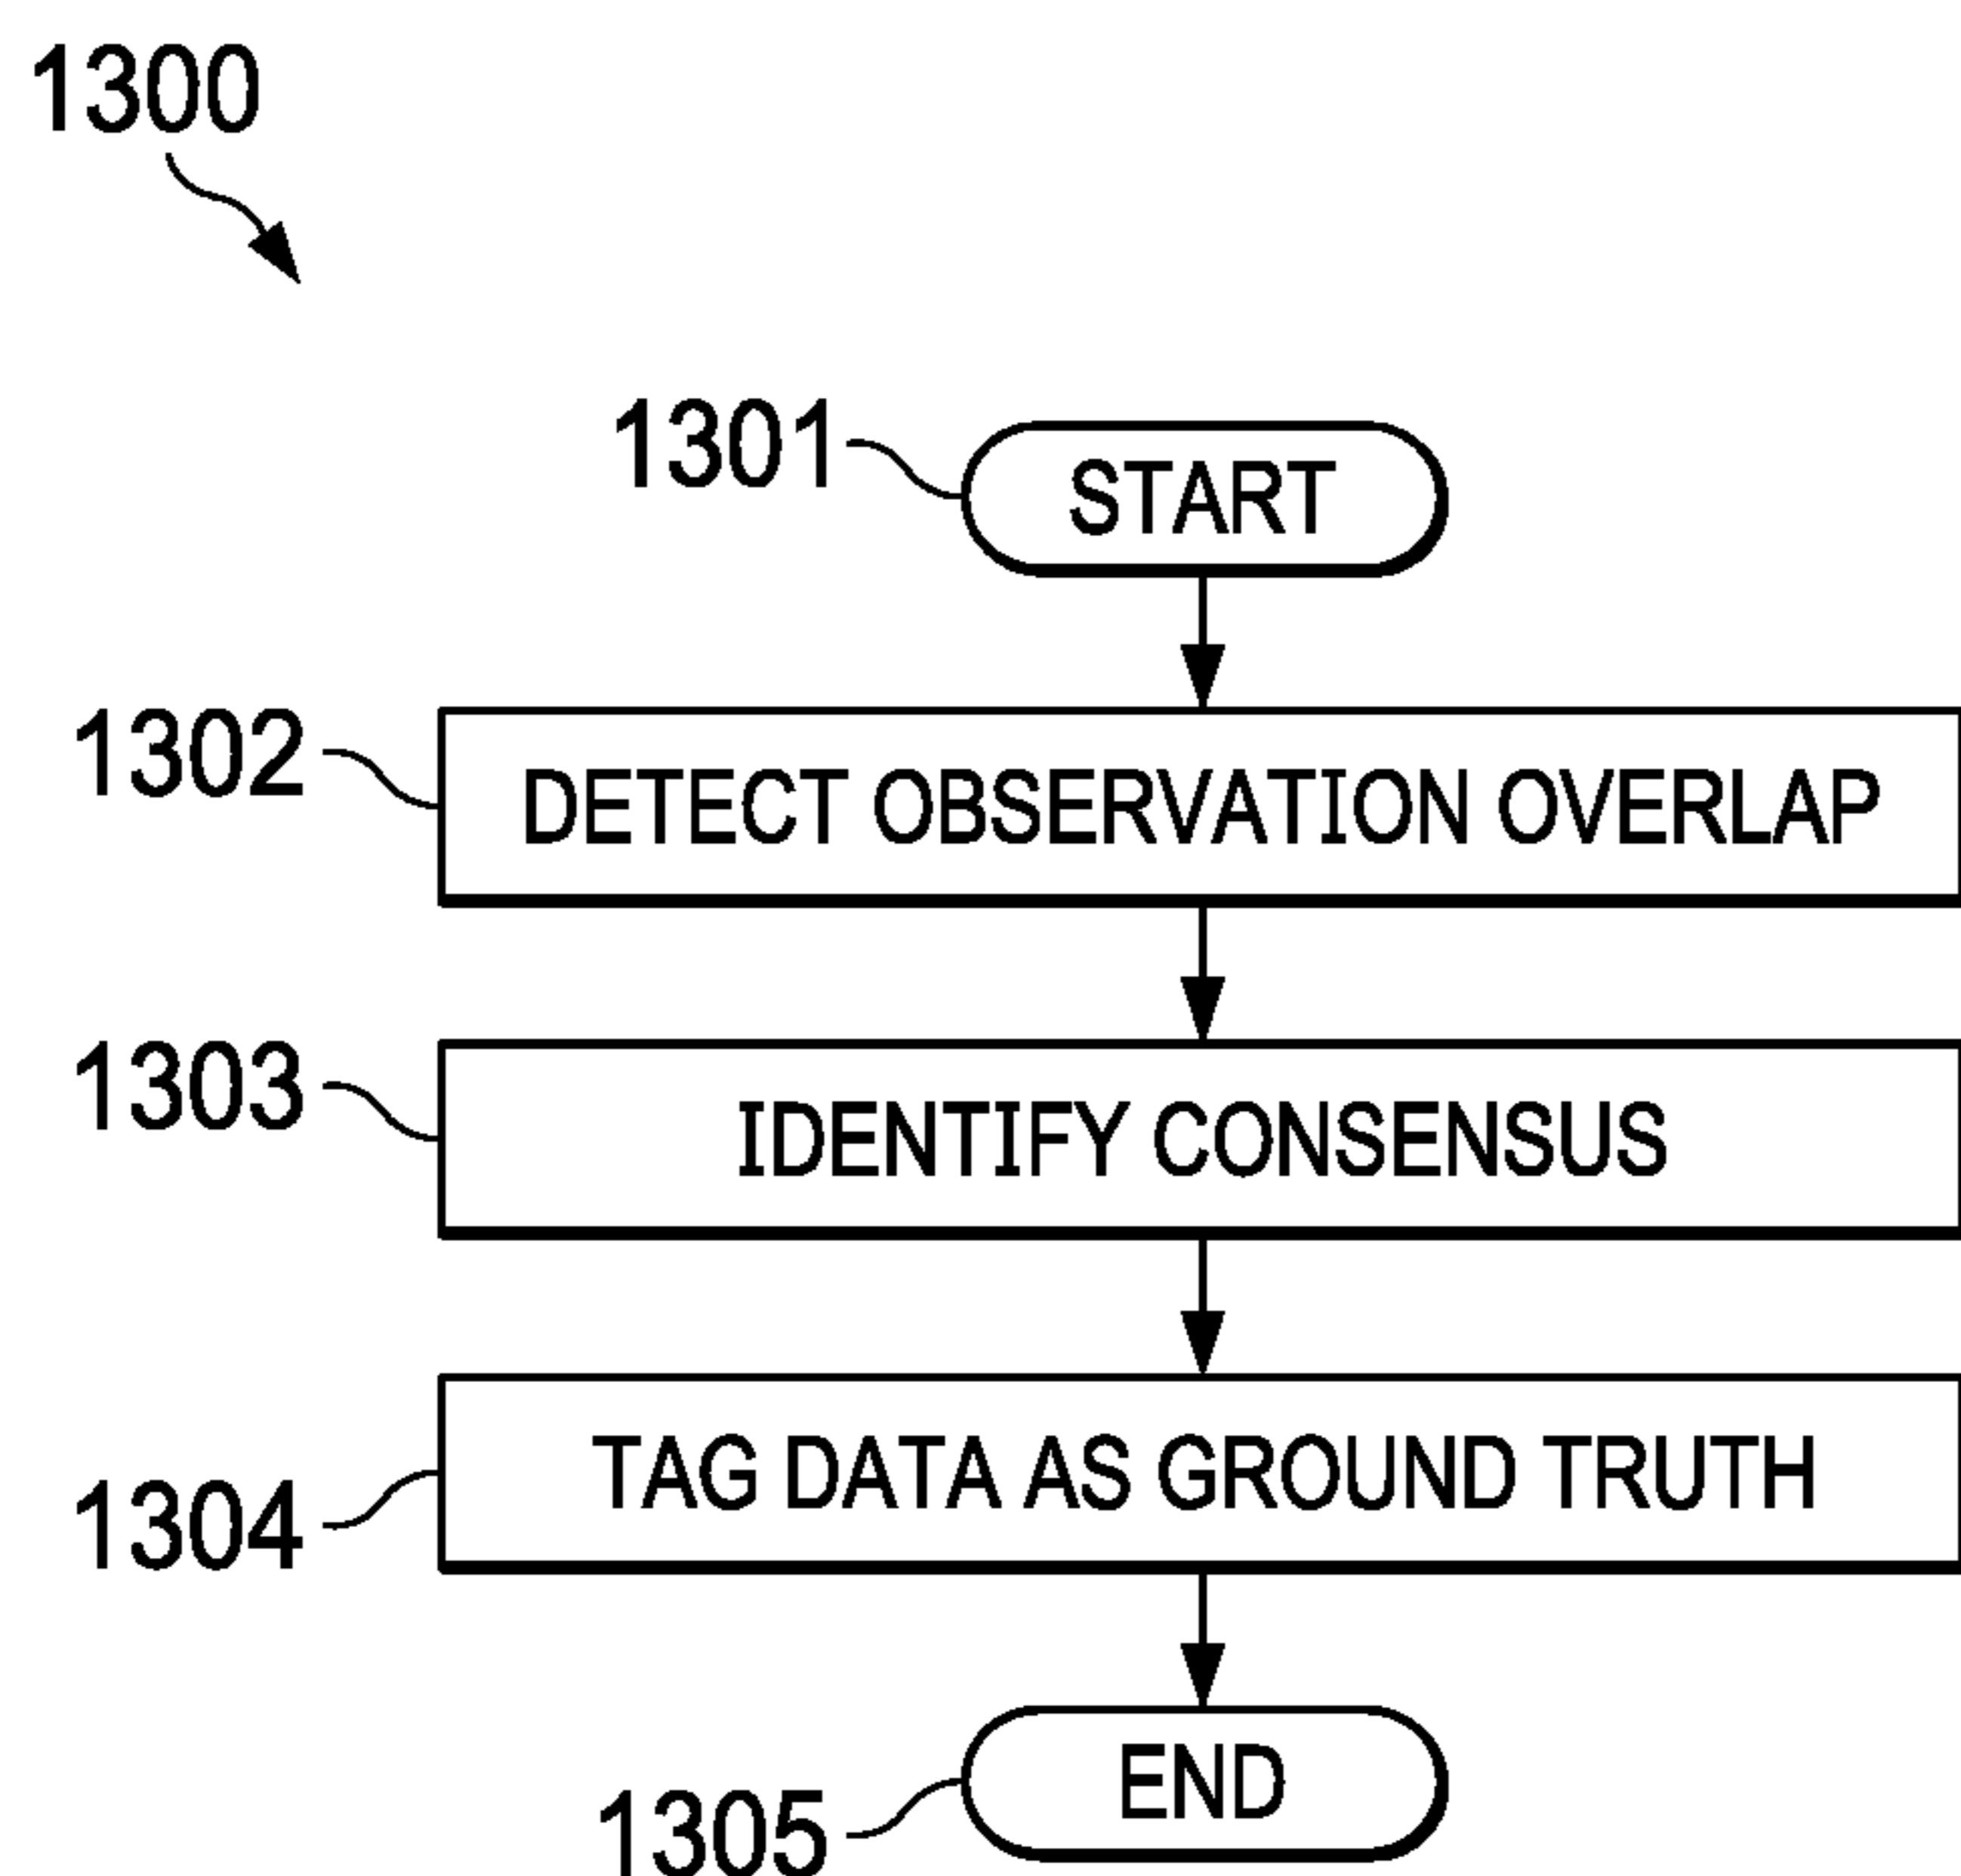 1300
1301
START
1302
DETECT OBSERVATION OVERLAP
1303
IDENTIFY CONSENSUS
1304
TAG DATA AS GROUND TRUTH
1305
END